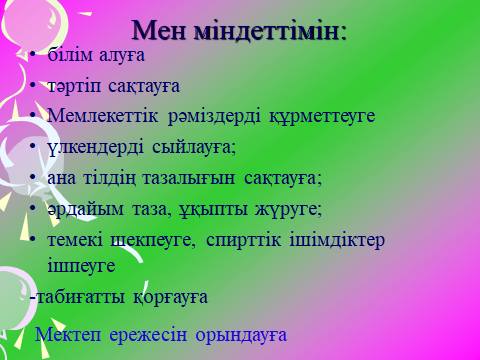 Мен міндеттімін:
• білім алуға
• тәртіп сақтауға
• Мемлекеттік рәміздерді құрметтеуге
• үлкендерді сыйлауға;
• ана тілдің тазалығын сақтауға;
• әрдайым таза, ұқыпты жүруге;
• темекі шекпеуге, спирттік ішімдіктер
ішпеуге
-табиғатты қорғауға
Мектеп ережесін орындауға